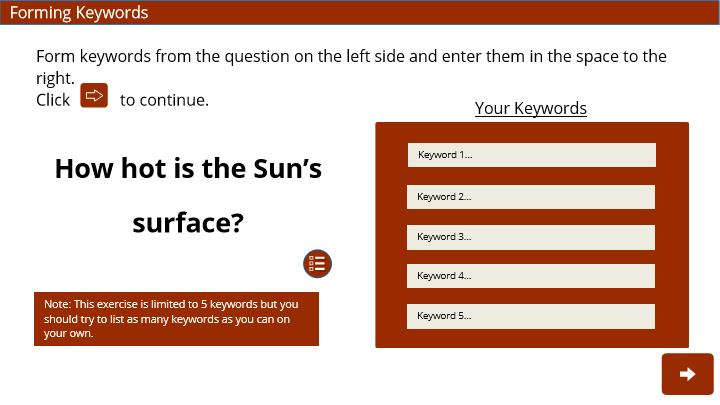 Forming Keywords
Form keywords from the question on the left side and enter them in the space to the
right.
Click to continue.
Your Keywords
How hot is the Sun’s
surface?
Keyword 1...
Keyword 2...
Keyword 3...
Keyword 4...
Keyword 5...
Note: This exercise is limited to 5 keywords but you
should try to list as many keywords as you can on
your own.